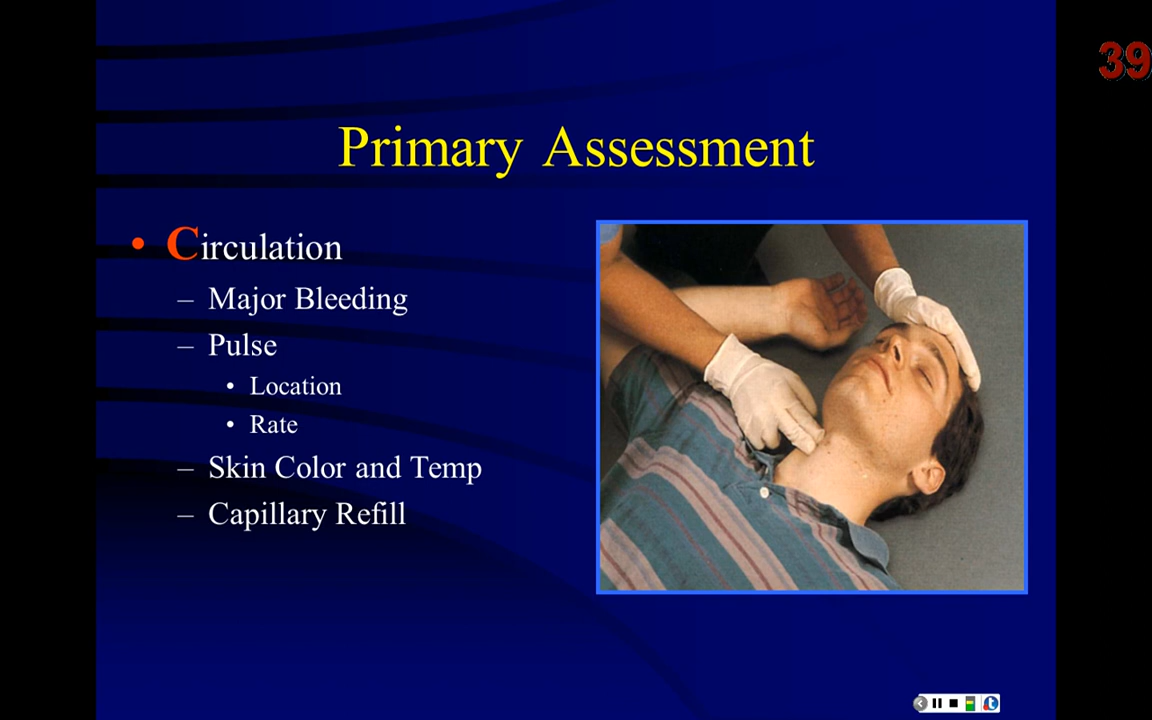 39
Primary Assessment
• Circulation
– Major Bleeding
– Pulse
• Location
• Rate
– Skin Color and Temp
– Capillary Refill